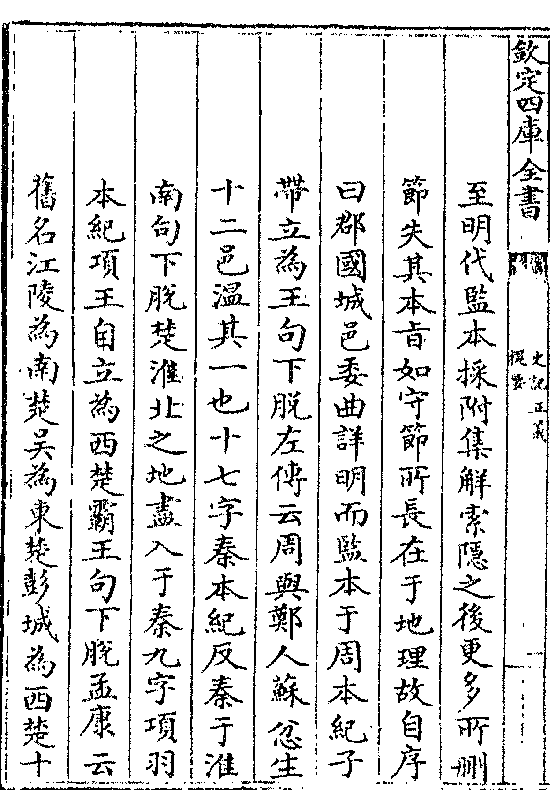 欽定四庫全書
史記正義
提要
至明代監本採附集解索隱之後更多所刪
節失其本旨如守節所長在于地理故自序
曰郡國城邑委曲詳明而監本于周本紀子
帶立為王句下脫左傳云周與鄭人蘇忿生
十二邑溫其一也十七字秦本紀反秦于淮
南句下脫楚淮北之地盡入于秦九字項羽
本紀項王自立為西楚霸王句下脫孟康云
舊名江陵為南楚吳為東楚彭城為西楚十